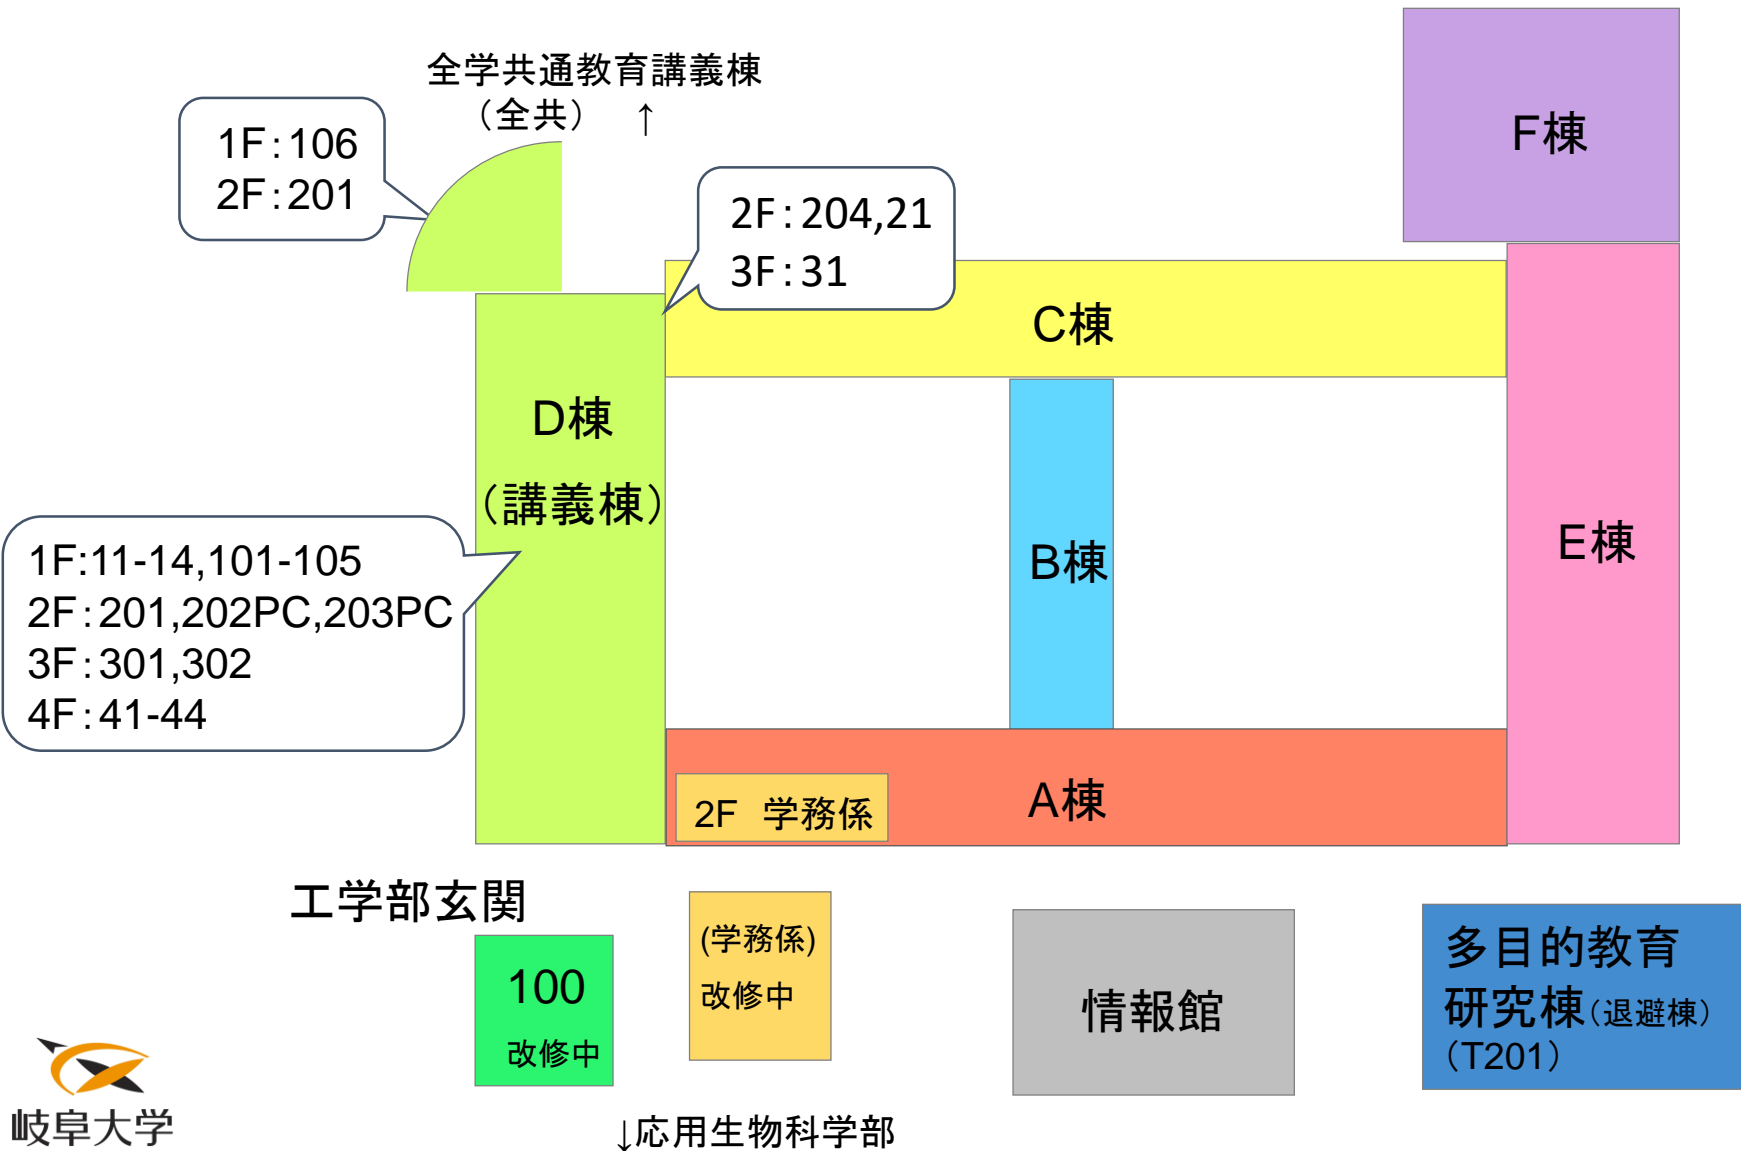 全学共通教育講義棟
（全共）　↑
1F：106
2F：201
2F：204,21
3F：31
F棟
C棟
D棟
（講義棟）
1F:11-14,101-105
2F：201,202PC,203PC
3F：301,302
4F：41-44
B棟
E棟
2F　学務係
A棟
工学部玄関
100
改修中
(学務係)
改修中
情報館
多目的教育
研究棟（退避棟）
（T201）
岐阜大学
↓応用生物科学部